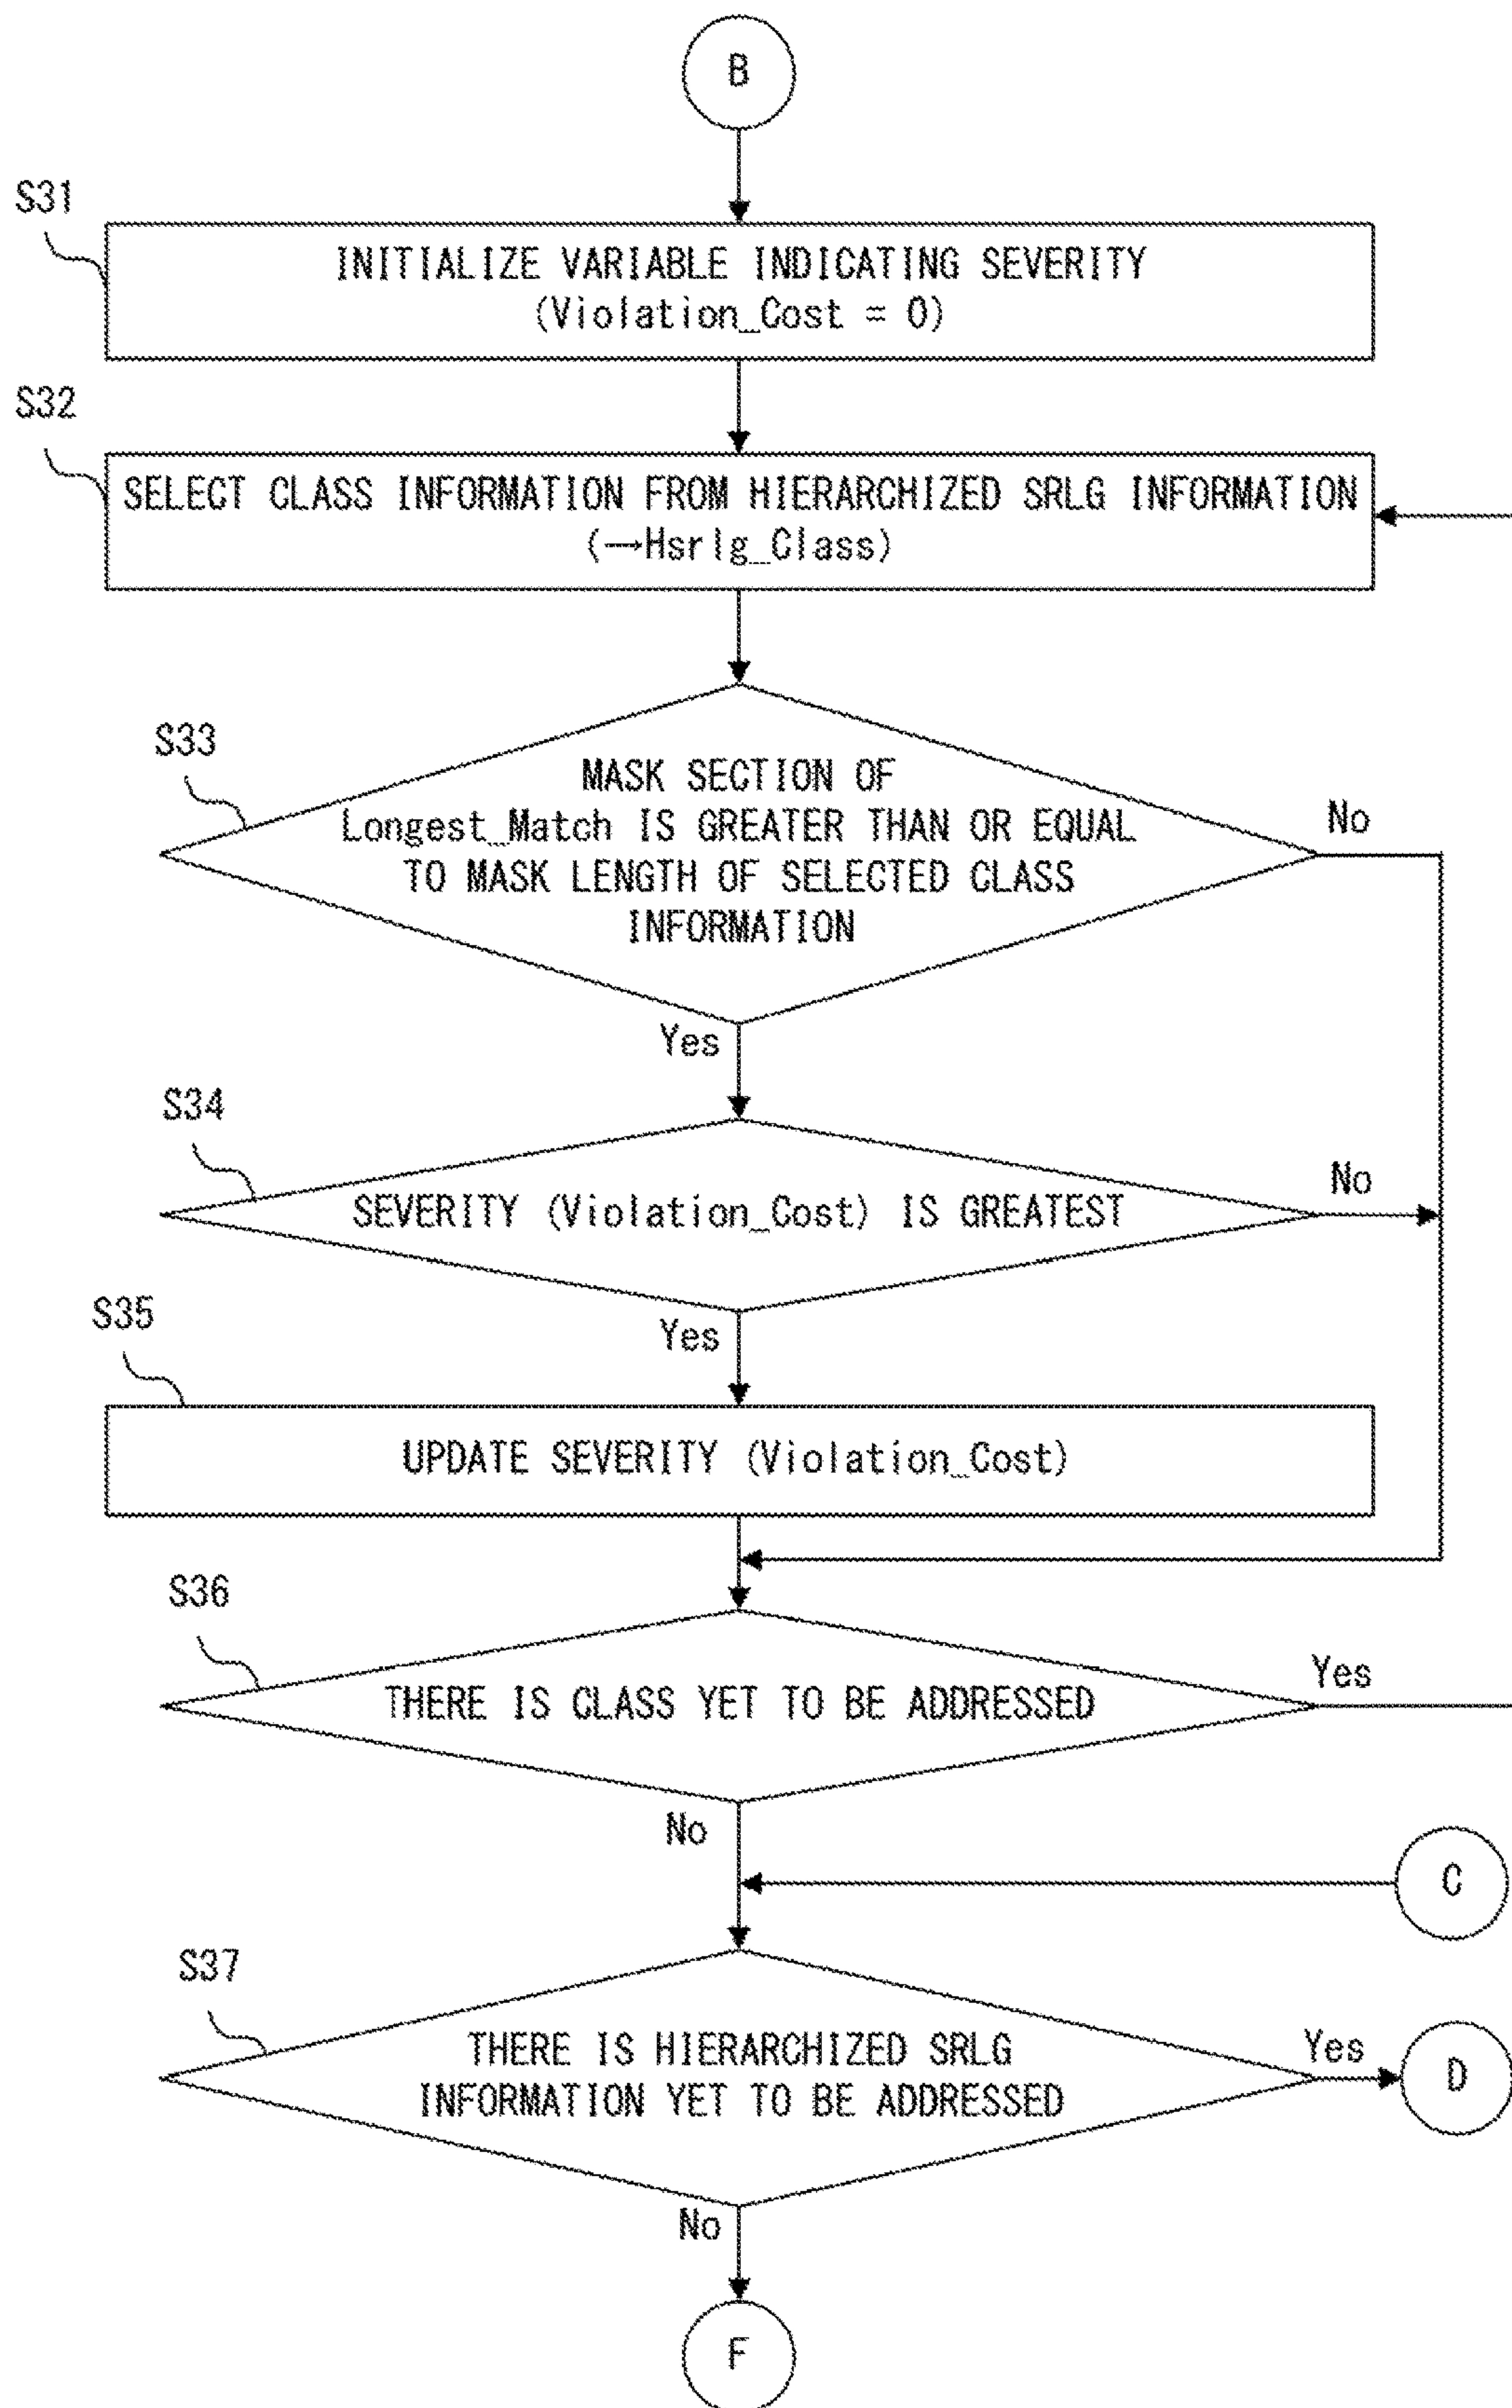 B
S31
INITIALIZE VARIABLE INDICATING SEVERITY
(Violation_Cost = 0)
S32
SELECT CLASS INFORMATION FROM HIERARCHIZED SRLG INFORMATION
(→Hsrlg_Class)
S33
MASK SECTION OF
Longest_Match IS GREATER THAN OR EQUAL
TO MASK LENGTH OF SELECTED CLASS
INFORMATION
No
Yes
S34
SEVERITY (Violation_Cost) IS GREATEST
No
Yes
S35
UPDATE SEVERITY (Violation_Cost)
S36
THERE IS CLASS YET TO BE ADDRESSED
Yes
No
C
S37
THERE IS HIERARCHIZED SRLG
INFORMATION YET TO BE ADDRESSED
Yes
D
No
F